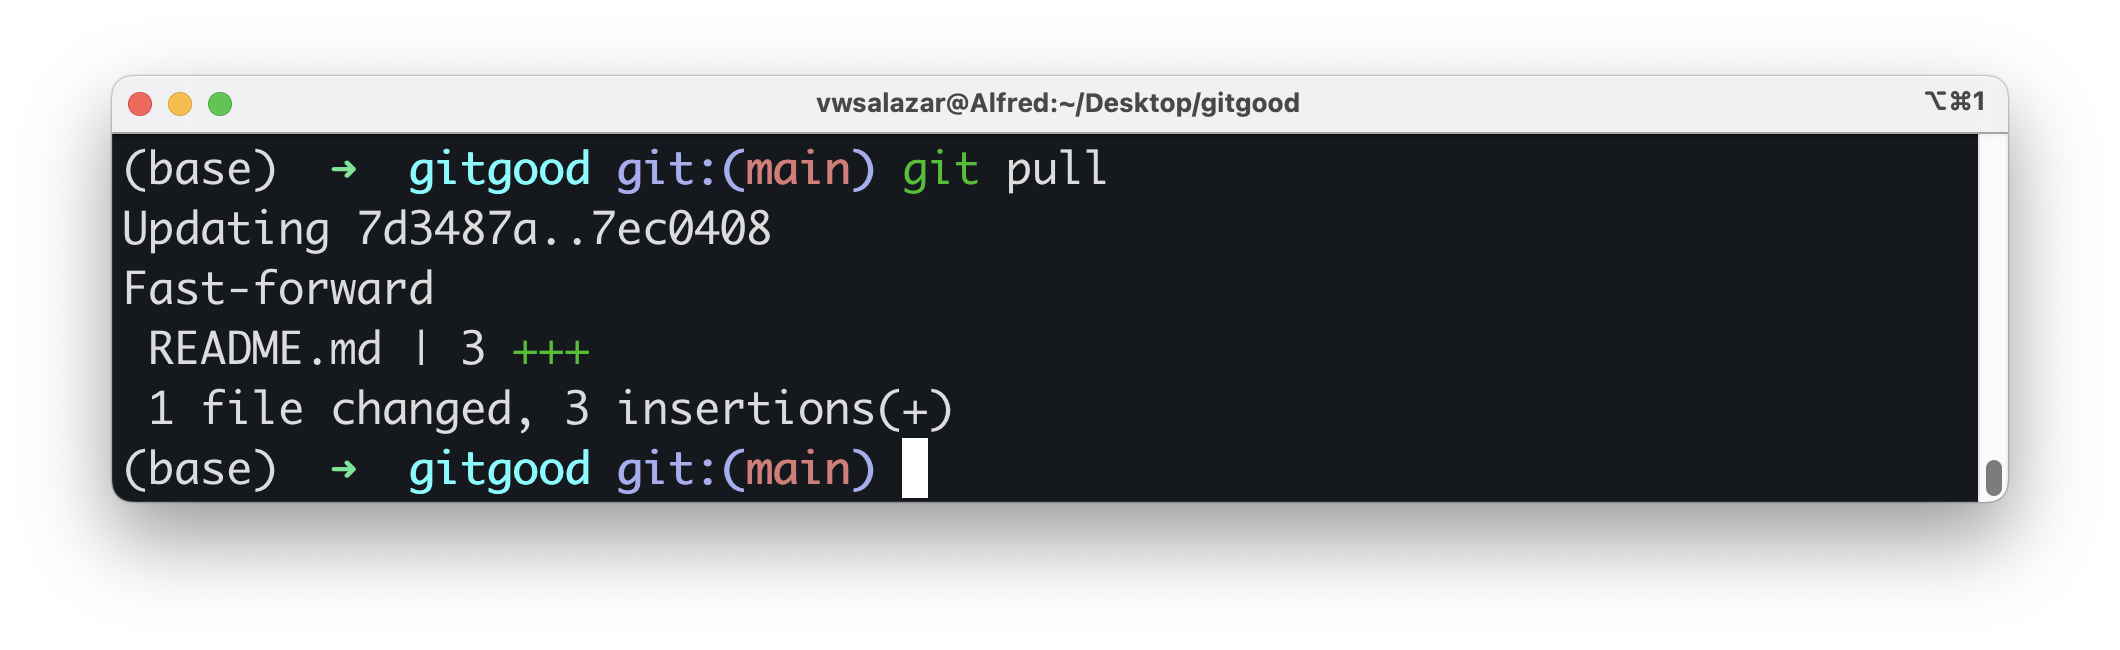 vwsalazar@Alfred:~/Desktop/gitgood ⌥⌘1
(base) ➜ gitgood git:(main) git pull
Updating 7d3487a..7ec0408
Fast-forward
README.md | 3 +++
1 file changed, 3 insertions(+)
(base) ➜ gitgood git:(main)